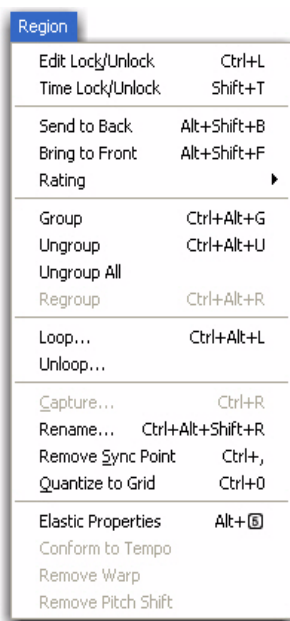 Region
Edit Lock/Unlock Ctrl+L
Time Lock/Unlock Shift+T
Send to Back Alt+Shift+B
Bring to Front Alt+Shift+F
Rating
Group Ctrl+Alt+G
Ungroup Ctrl+Alt+U
Ungroup All
Regroup Ctrl+Alt+R
Loop... Ctrl+Alt+L
Unloop...
Capture... Ctrl+R
Rename... Ctrl+Alt+Shift+R
Remove Sync Point Ctrl+,
Quantize to Grid Ctrl+0
Elastic Properties Alt+5
Conform to Tempo
Remove Warp
Remove Pitch Shift